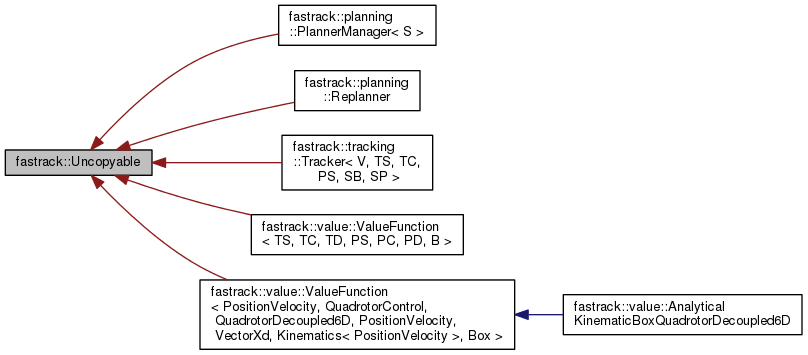 fastrack::planning
::PlannerManager< S >
fastrack::planning
::Replanner
fastrack::Uncopyable
fastrack::tracking
::Tracker< V, TS, TC,
PS, SB, SP >
fastrack::value::ValueFunction
< TS, TC, TD, PS, PC, PD, B >
fastrack::value::ValueFunction
< PositionVelocity, QuadrotorControl,
QuadrotorDecoupled6D, PositionVelocity,
VectorXd, Kinematics< PositionVelocity >, Box >
fastrack::value::Analytical
KinematicBoxQuadrotorDecoupled6D